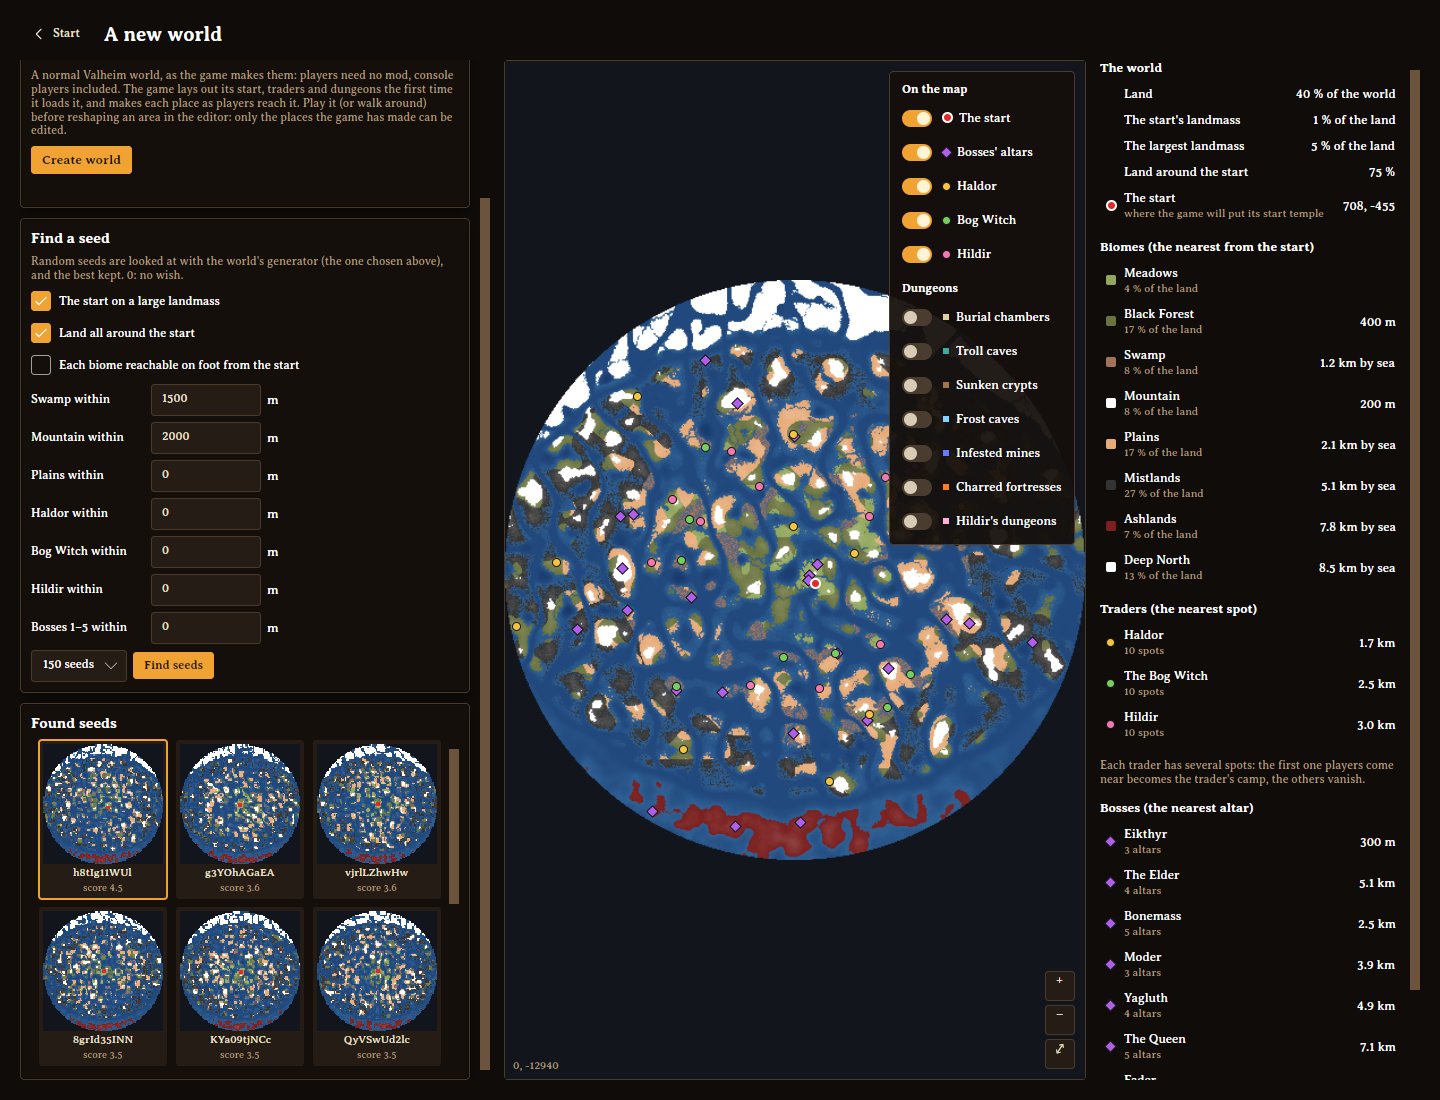 Start
A new world
A normal Valheim world, as the game makes them: players need no mod, console
players included. The game lays out its start, traders and dungeons the first time
it loads it, and makes each place as players reach it. Play it (or walk around)
before reshaping an area in the editor: only the places the game has made can be
edited.
Create world
Find a seed
Random seeds are looked at with the world's generator (the one chosen above),
and the best kept. 0: no wish.
The start on a large landmass
Land all around the start
Each biome reachable on foot from the start
Swamp within 1500 m
Mountain within 2000 m
Plains within 0 m
Haldor within 0 m
Bog Witch within 0 m
Hildir within 0 m
Bosses 1–5 within 0 m
150 seeds
Find seeds
Found seeds
h8tIg11WUl
score 4.5
g3YOhAGaEA
score 3.6
vjrlLZhwHw
score 3.6
8grId35INN
score 3.5
KYa09tjNCc
score 3.5
QyVSwUd2lc
score 3.5
On the map
The start
Bosses' altars
Haldor
Bog Witch
Hildir
Dungeons
Burial chambers
Troll caves
Sunken crypts
Frost caves
Infested mines
Charred fortresses
Hildir's dungeons
+
−
0, -12940
The world
Land 40 % of the world
The start's landmass 1 % of the land
The largest landmass 5 % of the land
Land around the start 75 %
The start 708, -455
where the game will put its start temple
Biomes (the nearest from the start)
Meadows
4 % of the land
Black Forest 400 m
17 % of the land
Swamp 1.2 km by sea
8 % of the land
Mountain 200 m
8 % of the land
Plains 2.1 km by sea
17 % of the land
Mistlands 5.1 km by sea
27 % of the land
Ashlands 7.8 km by sea
7 % of the land
Deep North 8.5 km by sea
13 % of the land
Traders (the nearest spot)
Haldor 1.7 km
10 spots
The Bog Witch 2.5 km
10 spots
Hildir 3.0 km
10 spots
Each trader has several spots: the first one players come
near becomes the trader's camp, the others vanish.
Bosses (the nearest altar)
Eikthyr 300 m
3 altars
The Elder 5.1 km
4 altars
Bonemass 2.5 km
5 altars
Moder 3.9 km
3 altars
Yagluth 4.9 km
4 altars
The Queen 7.1 km
5 altars